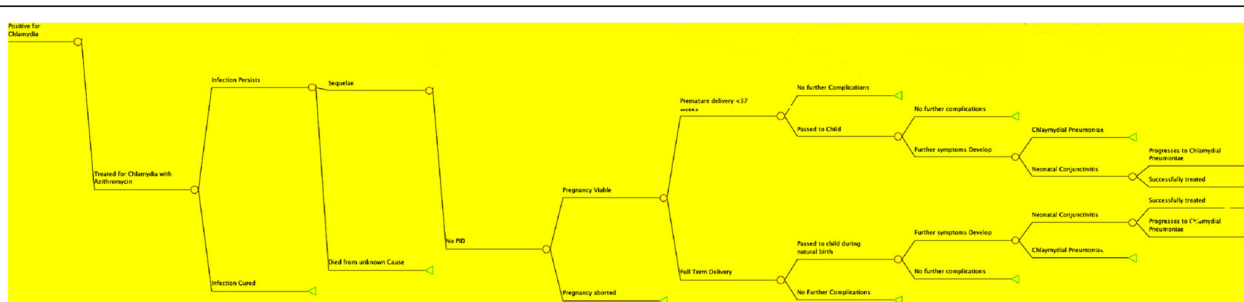 Positive for
Chlamydia
Treated for Chlamydia with
Azithromycin
Infection Persists
Infection Cured
Sequelae
Died from unknown Cause
No PID
Pregnancy Viable
Pregnancy aborted
Premature delivery <37
Full Term Delivery
No further Complications
Passed to Child
No further complications
Further symptoms Develop
Chlaymydial Pneumoniae
Neonatal Conjunctivitis
Progresses to Chlamydial
Pneumoniae
Successfully treated
Passed to child during
natural birth
No Further Complications
Further symptoms Develop
No further complications
Neonatal Conjunctivitis
Chlaymydial Pneumoniae
Successfully treated
Progresses to Chlamydial
Pneumoniae